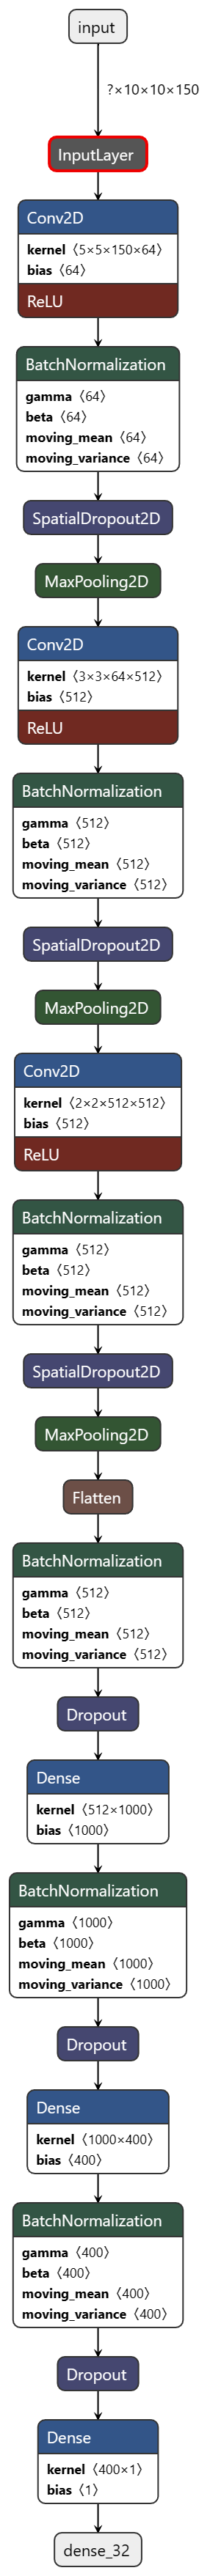 input
?×10×10×150
InputLayer
Conv2D
kernel〈5×5×150×64〉
bias〈64〉
ReLU
BatchNormalization
gamma〈64〉
beta〈64〉
moving_mean〈64〉
moving_variance〈64〉
SpatialDropout2D
MaxPooling2D
Conv2D
kernel〈3×3×64×512〉
bias〈512〉
ReLU
BatchNormalization
gamma〈512〉
beta〈512〉
moving_mean〈512〉
moving_variance〈512〉
SpatialDropout2D
MaxPooling2D
Conv2D
kernel〈2×2×512×512〉
bias〈512〉
ReLU
BatchNormalization
gamma〈512〉
beta〈512〉
moving_mean〈512〉
moving_variance〈512〉
SpatialDropout2D
MaxPooling2D
Flatten
BatchNormalization
gamma〈512〉
beta〈512〉
moving_mean〈512〉
moving_variance〈512〉
Dropout
Dense
kernel〈512×1000〉
bias〈1000〉
BatchNormalization
gamma〈1000〉
beta〈1000〉
moving_mean〈1000〉
moving_variance〈1000〉
Dropout
Dense
kernel〈1000×400〉
bias〈400〉
BatchNormalization
gamma〈400〉
beta〈400〉
moving_mean〈400〉
moving_variance〈400〉
Dropout
Dense
kernel〈400×1〉
bias〈1〉
dense_32